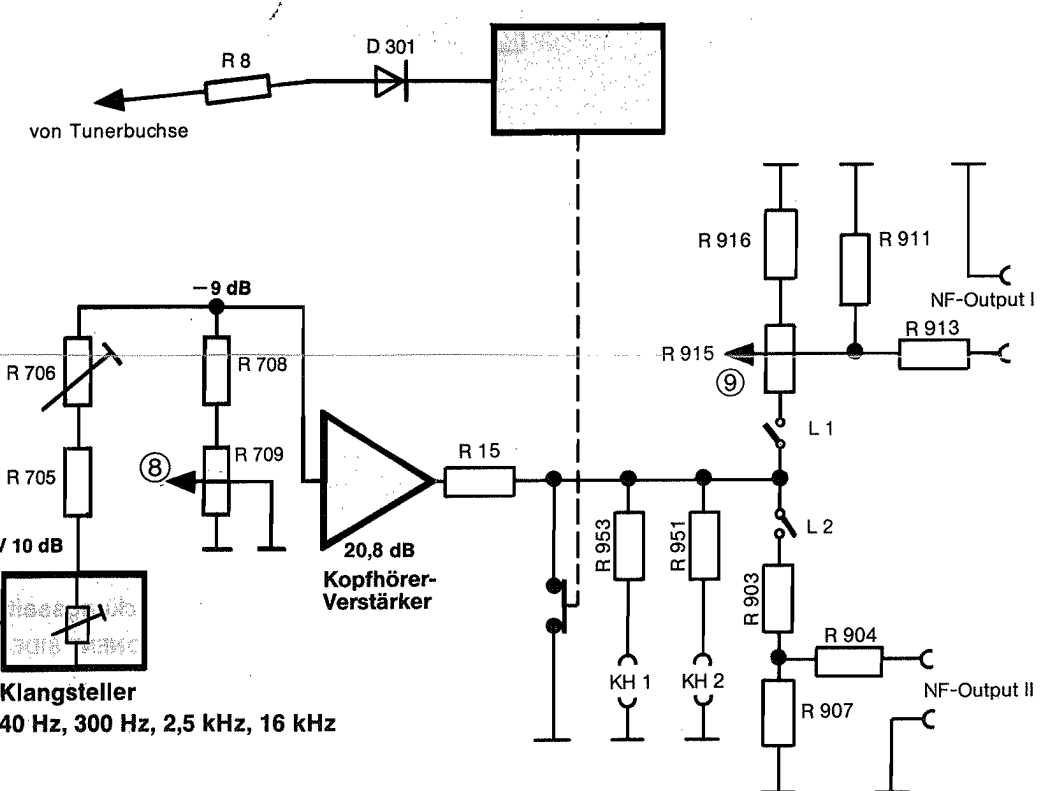 D 301
R 8
von Tunerbuchse
R 916
R 911
NF-Output I
− 9 dB
R 913
R 915
9
R 706
R 708
L 1
R 15
8
R 709
R 705
L 2
10 dB
20,8 dB
Kopfhörer-
Verstärker
R 953
R 951
R 903
R 904
KH 1
KH 2
NF-Output II
R 907
Klangsteller
40 Hz, 300 Hz, 2,5 kHz, 16 kHz